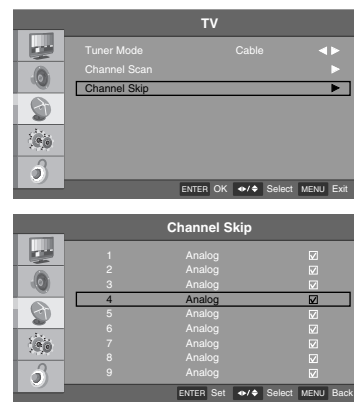 TV
Tuner Mode Cable
Channel Scan
Channel Skip
ENTER OK / Select MENU Exit
Channel Skip
1 Analog
2 Analog
3 Analog
4 Analog
5 Analog
6 Analog
7 Analog
8 Analog
9 Analog
ENTER Set / Select MENU Back